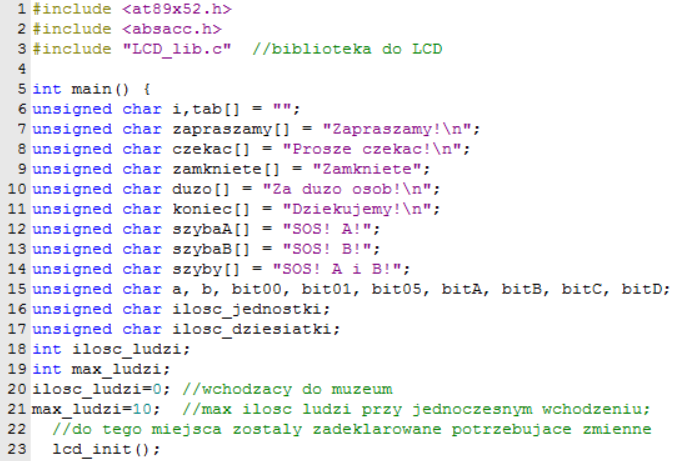 1 #include <at89x52.h>
2 #include <absacc.h>
3 #include "LCD_lib.c"  //biblioteka do LCD
4
5 int main() {
6 unsigned char i,tab[] = "";
7 unsigned char zapraszamy[] = "Zapraszamy!\n";
8 unsigned char czekac[] = "Prosze czekac!\n";
9 unsigned char zamkniete[] = "Zamkniete";
10 unsigned char duzo[] = "Za duzo osob!\n";
11 unsigned char koniec[] = "Dziekujemy!\n";
12 unsigned char szybaA[] = "SOS! A!";
13 unsigned char szybaB[] = "SOS! B!";
14 unsigned char szyby[] = "SOS! A i B!";
15 unsigned char a, b, bit00, bit01, bit05, bitA, bitB, bitC, bitD;
16 unsigned char ilosc_jednostki;
17 unsigned char ilosc_dziesiatki;
18 int ilosc_ludzi;
19 int max_ludzi;
20 ilosc_ludzi=0; //wchodzacy do muzeum
21 max_ludzi=10;  //max ilosc ludzi przy jednoczesnym wchodzeniu;
22   //do tego miejsca zostaly zadeklarowane potrzebujace zmienne
23   lcd_init();